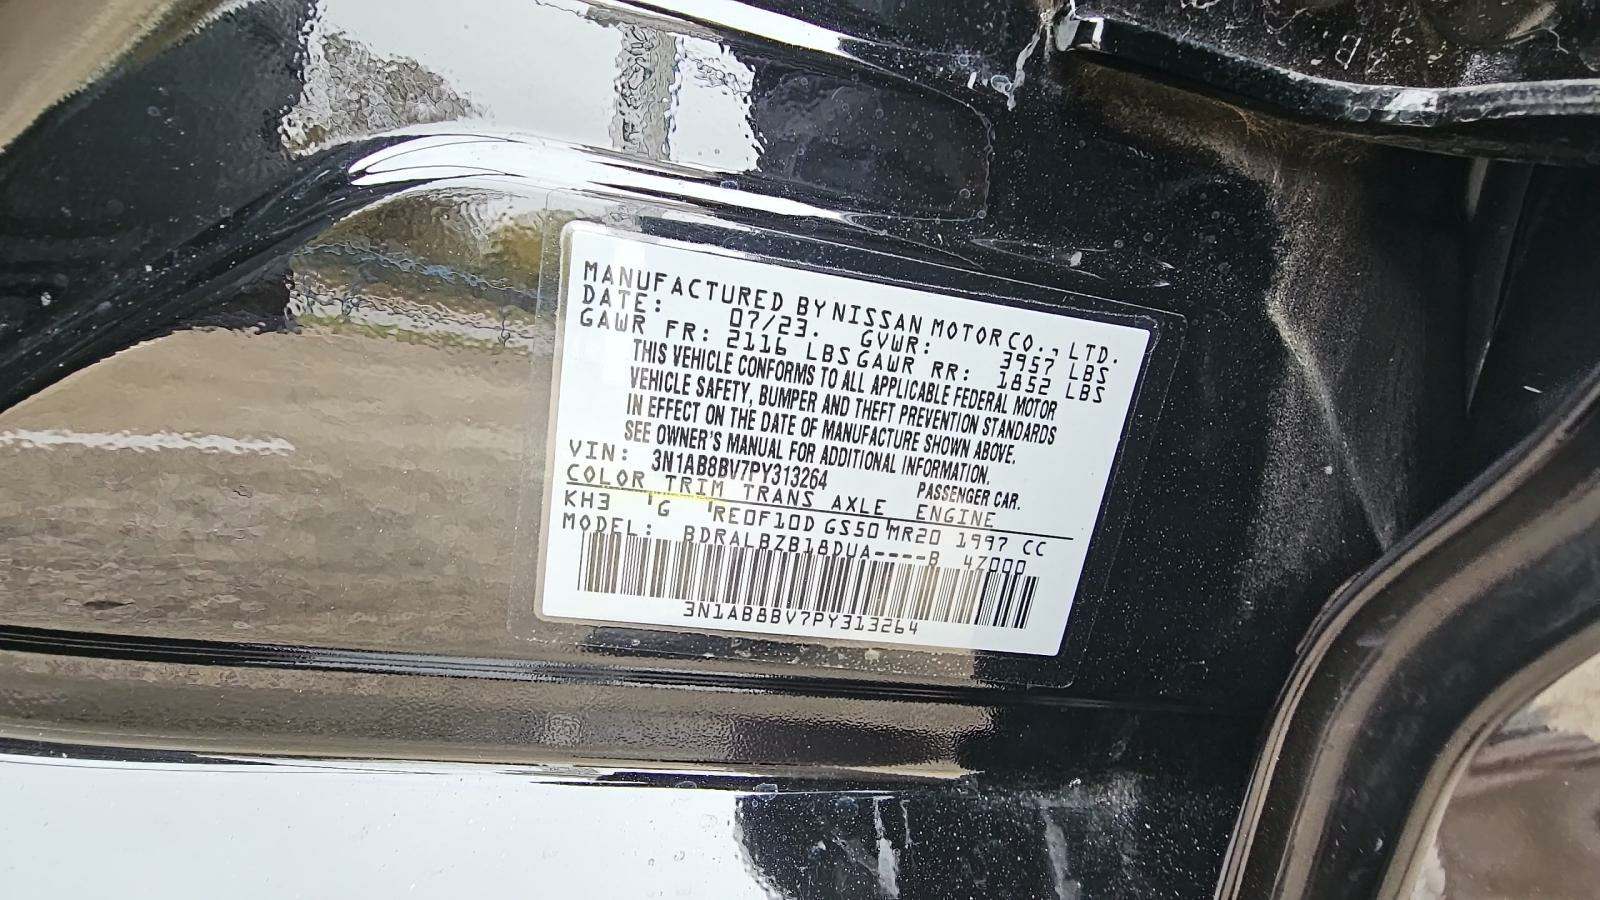 MANUFACTURED BY NISSAN MOTOR CO., LTD.
DATE: 07/23. GVWR: 3957 LBS
GAWR FR: 2116 LBS GAWR RR: 1852 LBS
THIS VEHICLE CONFORMS TO ALL APPLICABLE FEDERAL MOTOR
VEHICLE SAFETY, BUMPER AND THEFT PREVENTION STANDARDS
IN EFFECT ON THE DATE OF MANUFACTURE SHOWN ABOVE.
SEE OWNER'S MANUAL FOR ADDITIONAL INFORMATION.
VIN: 3N1AB8BV7PY313264 PASSENGER CAR.
COLOR TRIM TRANS AXLE ENGINE
KH3 'G 'RE0F10D GS50'MR20 1997 CC
MODEL: BDRALBZB18DUA----B 47000
3N1AB8BV7PY313264